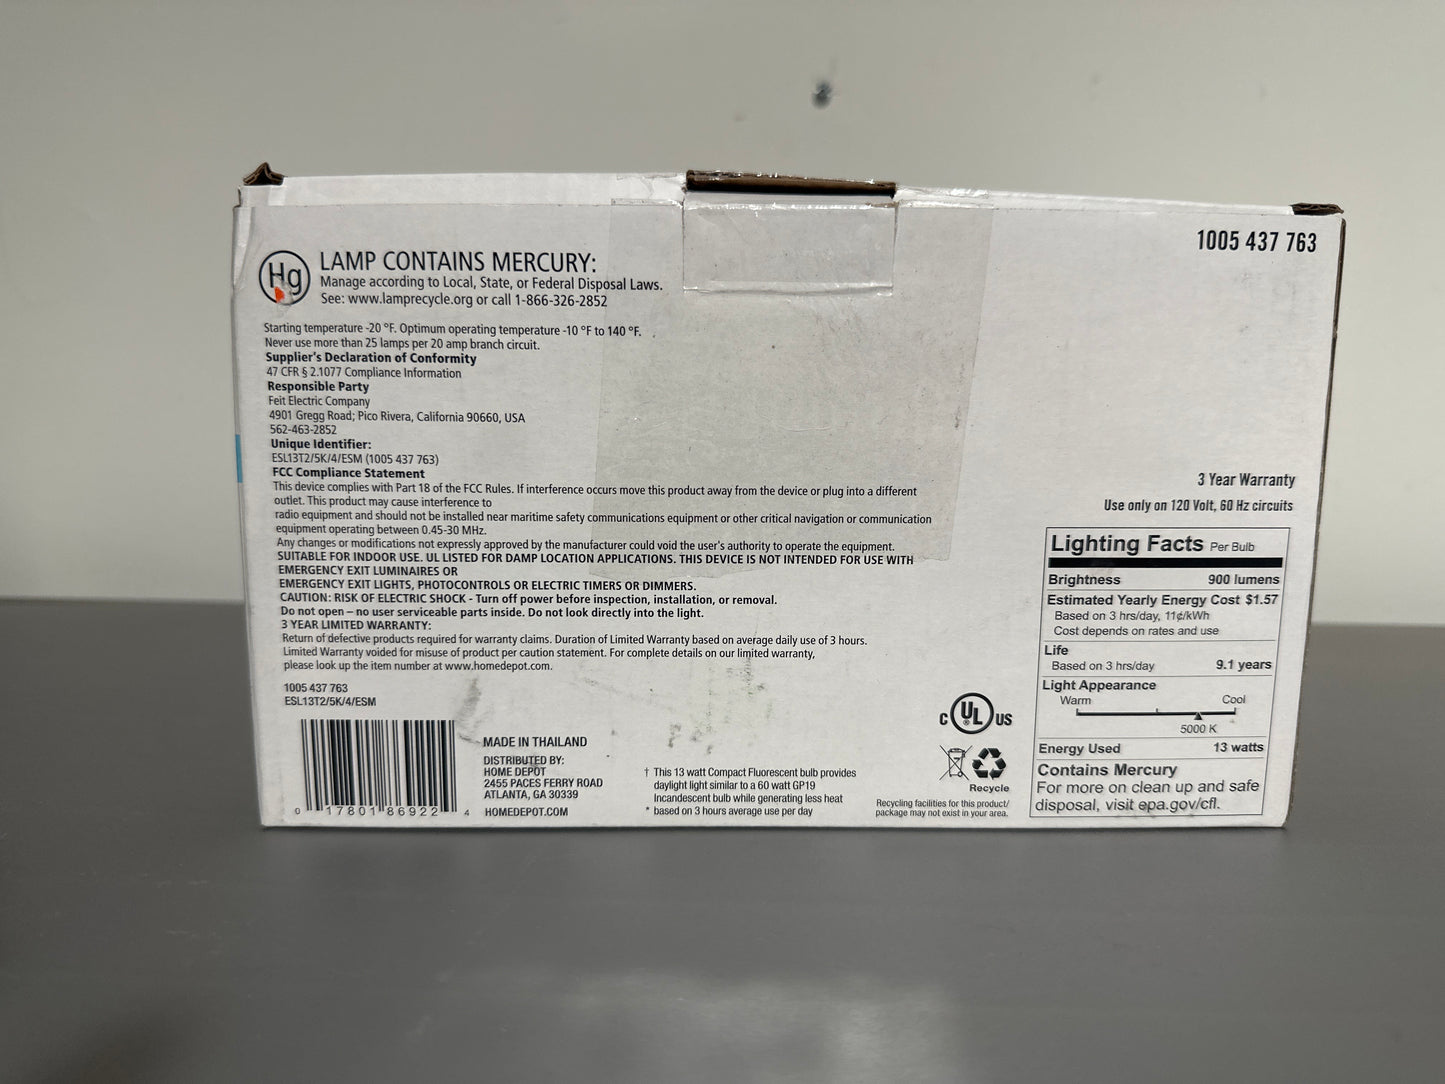 1005 437 763
Hg
LAMP CONTAINS MERCURY:
Manage according to Local, State, or Federal Disposal Laws.
See: www.lamprecycle.org or call 1-866-326-2852
Starting temperature -20 °F. Optimum operating temperature -10 °F to 140 °F.
Never use more than 25 lamps per 20 amp branch circuit.
Supplier's Declaration of Conformity
47 CFR § 2.1077 Compliance Information
Responsible Party
Feit Electric Company
4901 Gregg Road; Pico Rivera, California 90660, USA
562-463-2852
Unique Identifier:
ESL13T2/5K/4/ESM (1005 437 763)
FCC Compliance Statement
This device complies with Part 18 of the FCC Rules. If interference occurs move this product away from the device or plug into a different
outlet. This product may cause interference to
radio equipment and should not be installed near maritime safety communications equipment or other critical navigation or communication
equipment operating between 0.45-30 MHz.
Any changes or modifications not expressly approved by the manufacturer could void the user's authority to operate the equipment.
SUITABLE FOR INDOOR USE. UL LISTED FOR DAMP LOCATION APPLICATIONS. THIS DEVICE IS NOT INTENDED FOR USE WITH
EMERGENCY EXIT LUMINAIRES OR
EMERGENCY EXIT LIGHTS, PHOTOCONTROLS OR ELECTRIC TIMERS OR DIMMERS.
CAUTION: RISK OF ELECTRIC SHOCK - Turn off power before inspection, installation, or removal.
Do not open – no user serviceable parts inside. Do not look directly into the light.
3 YEAR LIMITED WARRANTY:
Return of defective products required for warranty claims. Duration of Limited Warranty based on average daily use of 3 hours.
Limited Warranty voided for misuse of product per caution statement. For complete details on our limited warranty,
please look up the item number at www.homedepot.com.
1005 437 763
ESL13T2/5K/4/ESM
0 17801 86922 4
MADE IN THAILAND
DISTRIBUTED BY:
HOME DEPOT
2455 PACES FERRY ROAD
ATLANTA, GA 30339
HOMEDEPOT.COM
† This 13 watt Compact Fluorescent bulb provides
daylight light similar to a 60 watt GP19
Incandescent bulb while generating less heat
* based on 3 hours average use per day
C UL ® US
Recycle
Recycling facilities for this product/
package may not exist in your area.
3 Year Warranty
Use only on 120 Volt, 60 Hz circuits
Lighting Facts Per Bulb
Brightness 900 lumens
Estimated Yearly Energy Cost $1.57
Based on 3 hrs/day, 11¢/kWh
Cost depends on rates and use
Life
Based on 3 hrs/day 9.1 years
Light Appearance
Warm Cool
5000 K
Energy Used 13 watts
Contains Mercury
For more on clean up and safe
disposal, visit epa.gov/cfl.